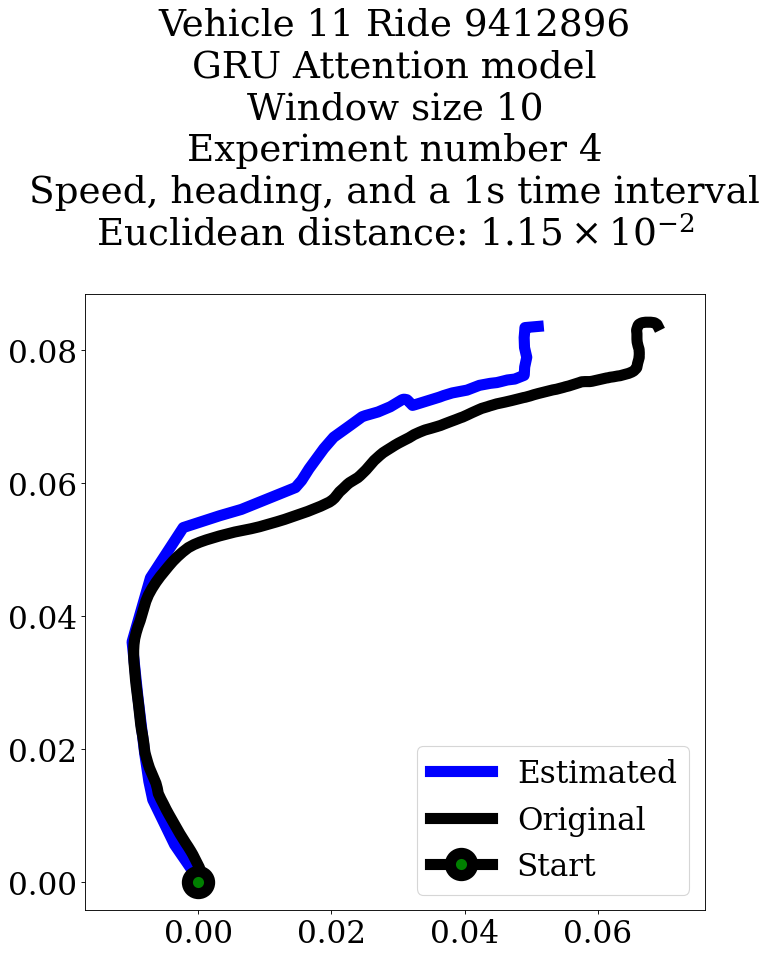 Vehicle 11 Ride 9412896
GRU Attention model
Window size 10
Experiment number 4
Speed, heading, and a 1s time interval
Euclidean distance: 1.15 × 10⁻²
0.08
0.06
0.04
0.02
0.00
Estimated
Original
Start
0.00 0.02 0.04 0.06